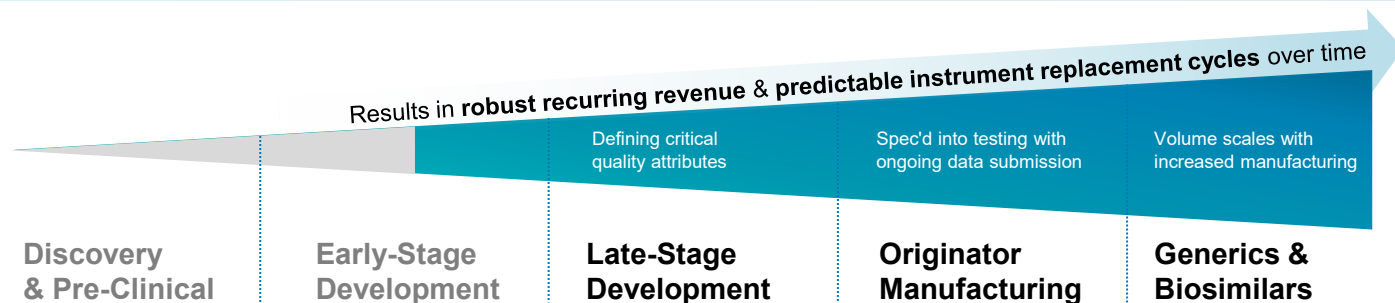 Results in robust recurring revenue & predictable instrument replacement cycles over time
Defining critical
quality attributes
Spec'd into testing with
ongoing data submission
Volume scales with
increased manufacturing
Discovery
& Pre-Clinical
Early-Stage
Development
Late-Stage
Development
Originator
Manufacturing
Generics &
Biosimilars